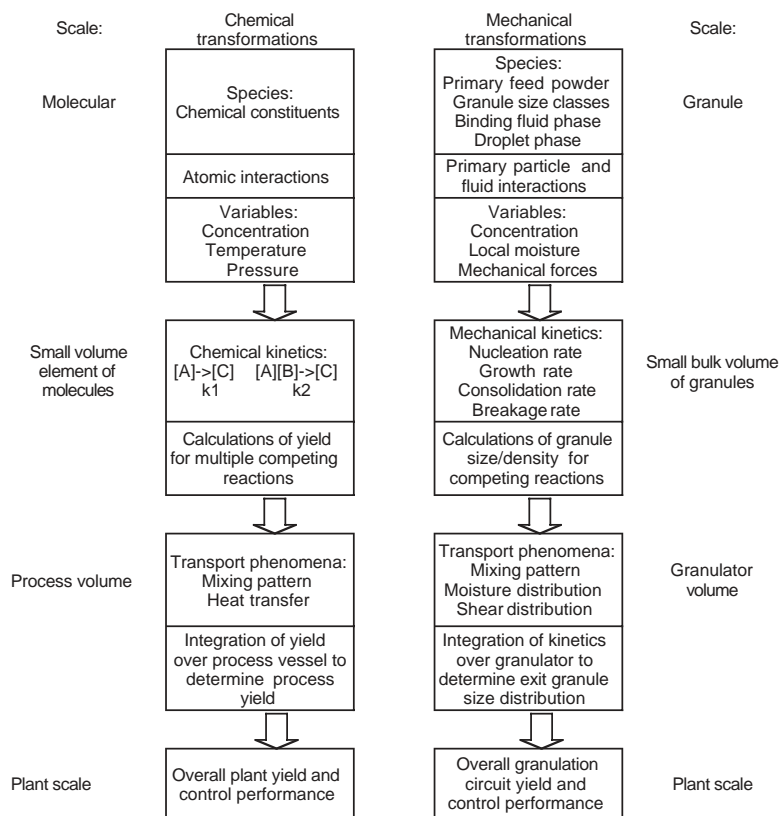 Scale:
Chemical
transformations
Mechanical
transformations
Scale:
Molecular
Species:
Chemical constituents
Species:
Primary feed powder
Granule size classes
Binding fluid phase
Droplet phase
Granule
Atomic interactions
Primary particle and
fluid interactions
Variables:
Concentration
Temperature
Pressure
Variables:
Concentration
Local moisture
Mechanical forces
Small volume
element of
molecules
Chemical kinetics:
[A]->[C] [A][B]->[C]
k1 k2
Mechanical kinetics:
Nucleation rate
Growth rate
Consolidation rate
Breakage rate
Small bulk volume
of granules
Calculations of yield
for multiple competing
reactions
Calculations of granule
size/density for
competing reactions
Process volume
Transport phenomena:
Mixing pattern
Heat transfer
Transport phenomena:
Mixing pattern
Moisture distribution
Shear distribution
Granulator
volume
Integration of yield
over process vessel to
determine process
yield
Integration of kinetics
over granulator to
determine exit granule
size distribution
Plant scale
Overall plant yield and
control performance
Overall granulation
circuit yield and
control performance
Plant scale